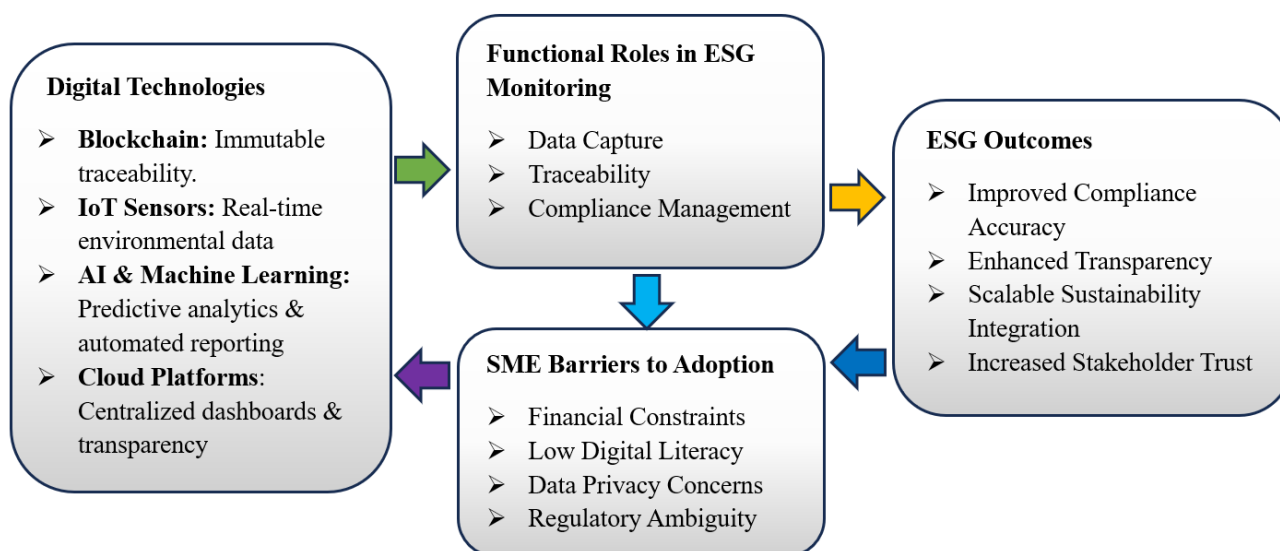 Digital Technologies
➢ Blockchain: Immutable
traceability.
➢ IoT Sensors: Real-time
environmental data
➢ AI & Machine Learning:
Predictive analytics &
automated reporting
➢ Cloud Platforms:
Centralized dashboards &
transparency
Functional Roles in ESG
Monitoring
➢ Data Capture
➢ Traceability
➢ Compliance Management
ESG Outcomes
➢ Improved Compliance
Accuracy
➢ Enhanced Transparency
➢ Scalable Sustainability
Integration
➢ Increased Stakeholder Trust
SME Barriers to Adoption
➢ Financial Constraints
➢ Low Digital Literacy
➢ Data Privacy Concerns
➢ Regulatory Ambiguity